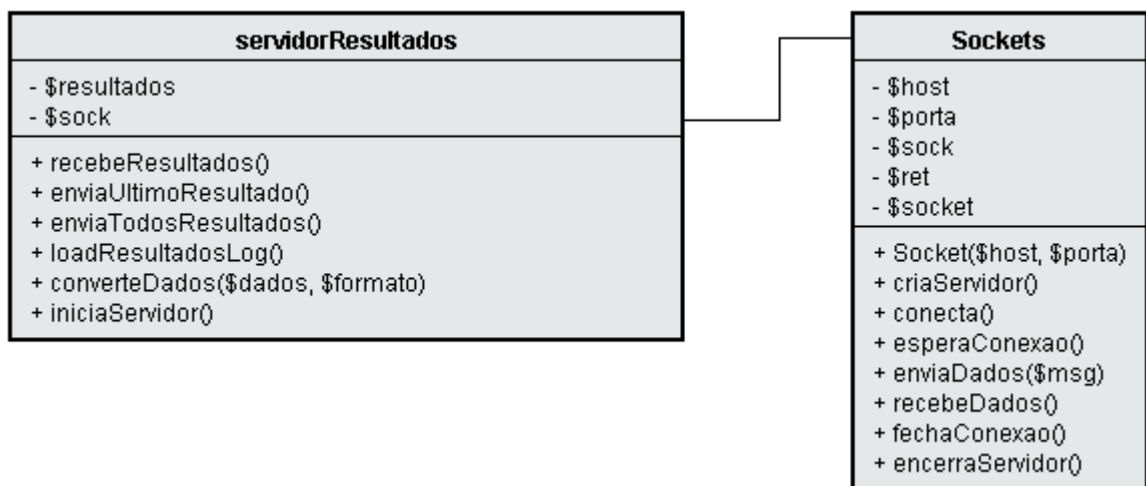 servidorResultados
- $resultados
- $sock
+ recebeResultados()
+ enviaUltimoResultado()
+ enviaTodosResultados()
+ loadResultadosLog()
+ converteDados($dados, $formato)
+ iniciaServidor()
Sockets
- $host
- $porta
- $sock
- $ret
- $socket
+ Socket($host, $porta)
+ criaServidor()
+ conecta()
+ esperaConexao()
+ enviaDados($msg)
+ recebeDados()
+ fechaConexao()
+ encerraServidor()